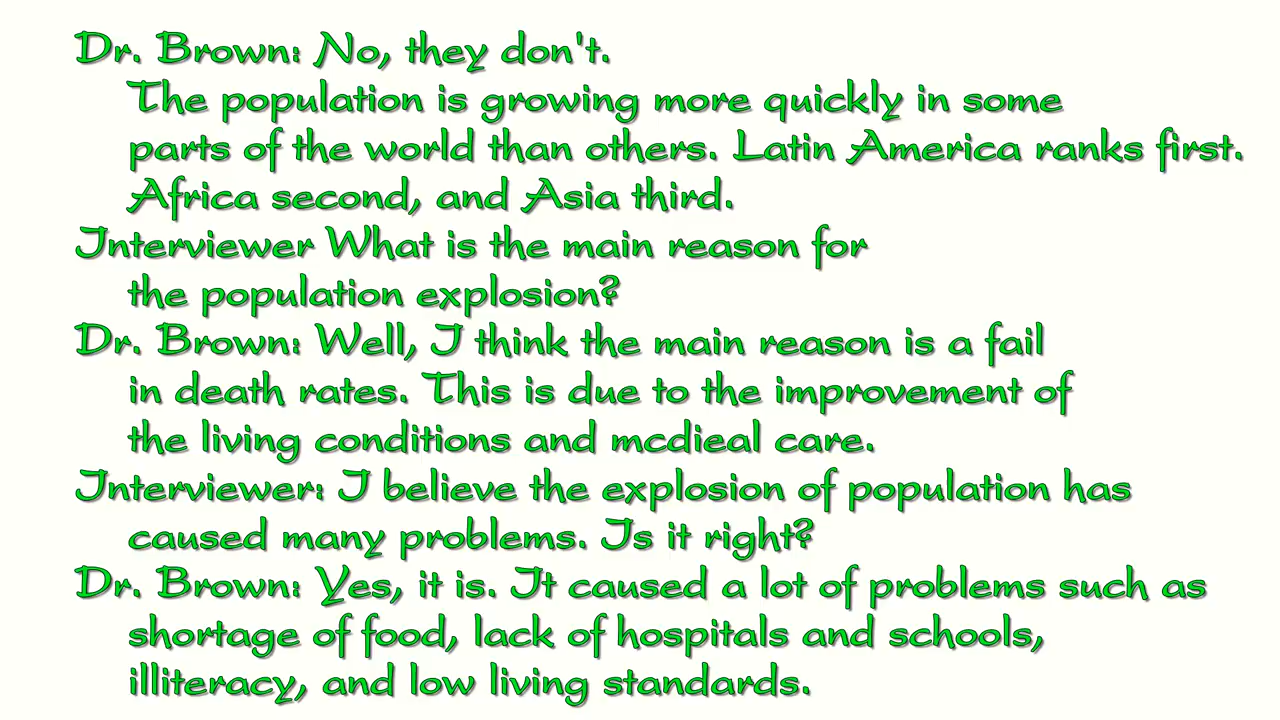 Dr. Brown: No, they don't.
The population is growing more quickly in some
parts of the world than others. Latin America ranks first.
Africa second, and Asia third.
Interviewer What is the main reason for
the population explosion?
Dr. Brown: Well, I think the main reason is a fail
in death rates. This is due to the improvement of
the living conditions and mcdieal care.
Interviewer: I believe the explosion of population has
caused many problems. Is it right?
Dr. Brown: Yes, it is. It caused a lot of problems such as
shortage of food, lack of hospitals and schools,
illiteracy, and low living standards.